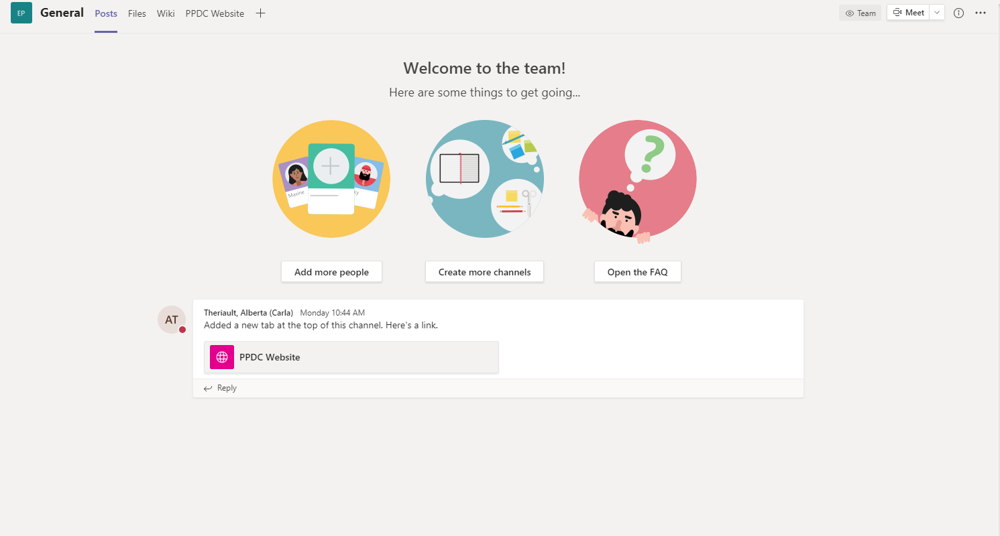 EP General Posts Files Wiki PPDC Website Team Meet
Welcome to the team!
Here are some things to get going...
Maxine
Add more people Create more channels Open the FAQ
AT Theriault, Alberta (Carla) Monday 10:44 AM
Added a new tab at the top of this channel. Here's a link.
PPDC Website
Reply